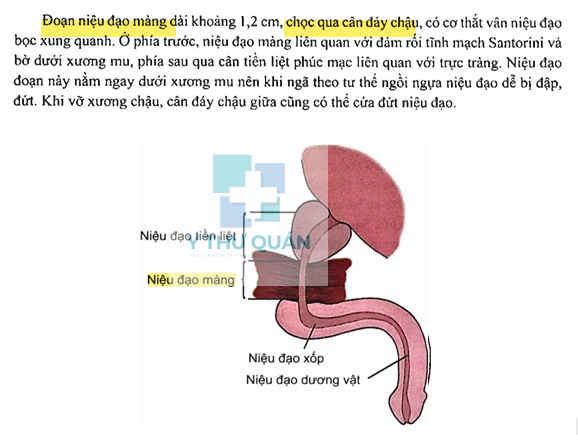 Đoạn niệu đạo màng dài khoảng 1,2 cm, chọc qua cân đáy chậu, có cơ thắt vân niệu đạo
bọc xung quanh. Ở phía trước, niệu đạo màng liên quan với đám rối tĩnh mạch Santorini và
bờ dưới xương mu, phía sau qua cân tiền liệt phúc mạc liên quan với trực tràng. Niệu đạo
đoạn này nằm ngay dưới xương mu nên khi ngã theo tư thế ngồi ngựa niệu đạo dễ bị đập,
đứt. Khi vỡ xương chậu, cân đáy chậu giữa cũng có thể cứa đứt niệu đạo.
Niệu đạo tiền liệt
Y THƯ QUÁN
Niệu đạo màng
Niệu đạo xốp
Niệu đạo dương vật